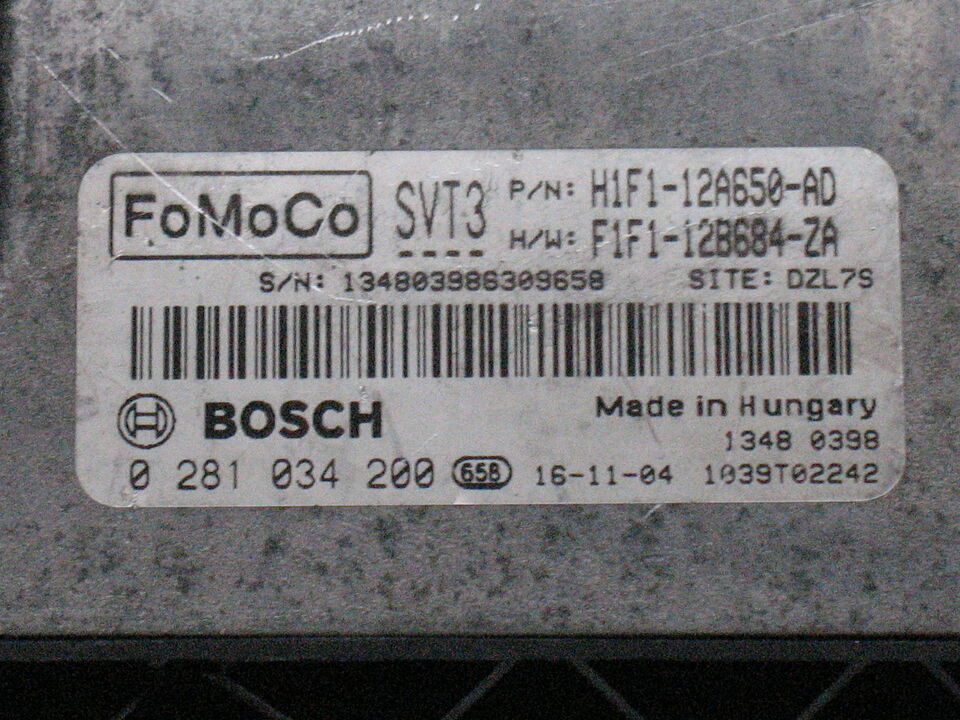 FoMoCo SVT3 P/N: H1F1-12A650-AD
H/W: F1F1-12B684-ZA
S/N: 134803986309658 SITE: DZL7S
BOSCH Made in Hungary
1348 0398
0 281 034 200 658 16-11-04 1039T02242